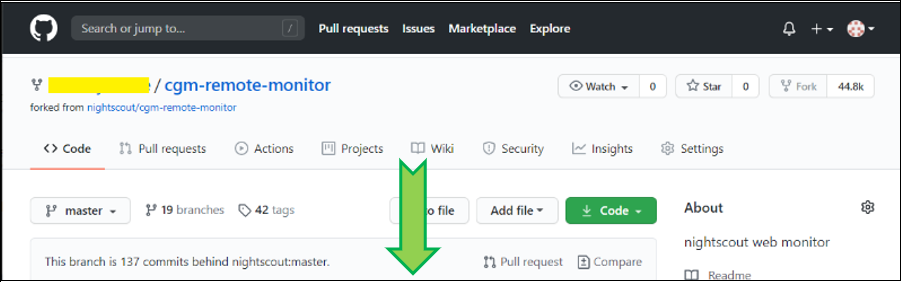 Search or jump to... / Pull requests Issues Marketplace Explore
/ cgm-remote-monitor Watch 0 Star 0 Fork 44.8k
forked from nightscout/cgm-remote-monitor
Code Pull requests Actions Projects Wiki Security Insights Settings
master 19 branches 42 tags file Add file Code About
nightscout web monitor
This branch is 137 commits behind nightscout:master. Pull request Compare
Readme